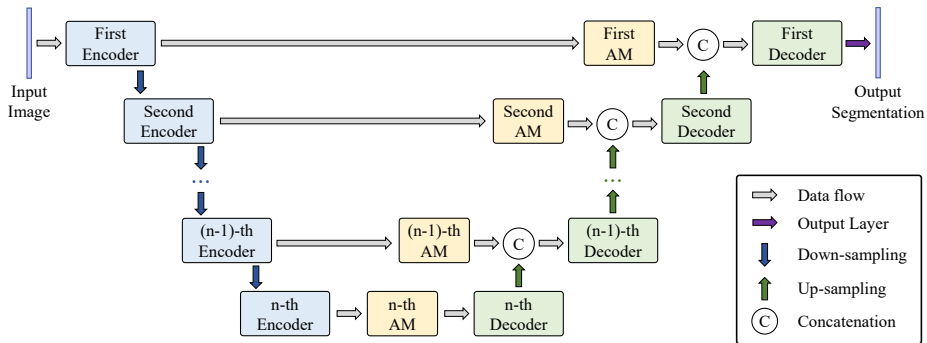 Input
Image
First
Encoder
First
AM
C
First
Decoder
Output
Segmentation
Second
Encoder
Second
AM
C
Second
Decoder
...
...
(n-1)-th
Encoder
(n-1)-th
AM
C
(n-1)-th
Decoder
n-th
Encoder
n-th
AM
n-th
Decoder
Data flow
Output Layer
Down-sampling
Up-sampling
C Concatenation